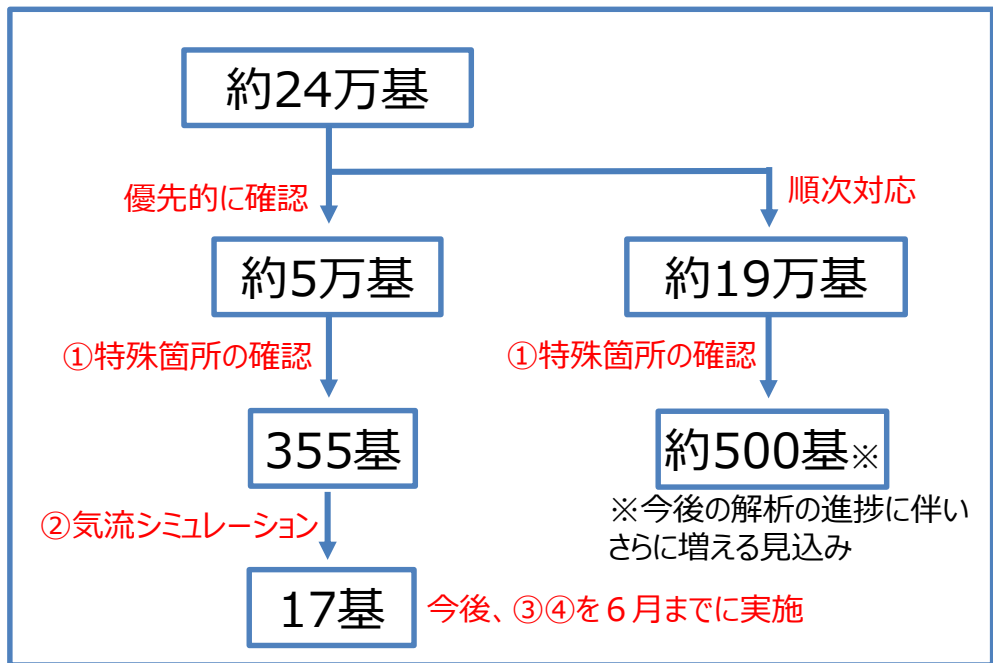 約24万基
優先的に確認
順次対応
約5万基
約19万基
①特殊箇所の確認
①特殊箇所の確認
355基
約500基※
②気流シミュレーション
※今後の解析の進捗に伴い
さらに増える見込み
17基
今後、③④を６月までに実施